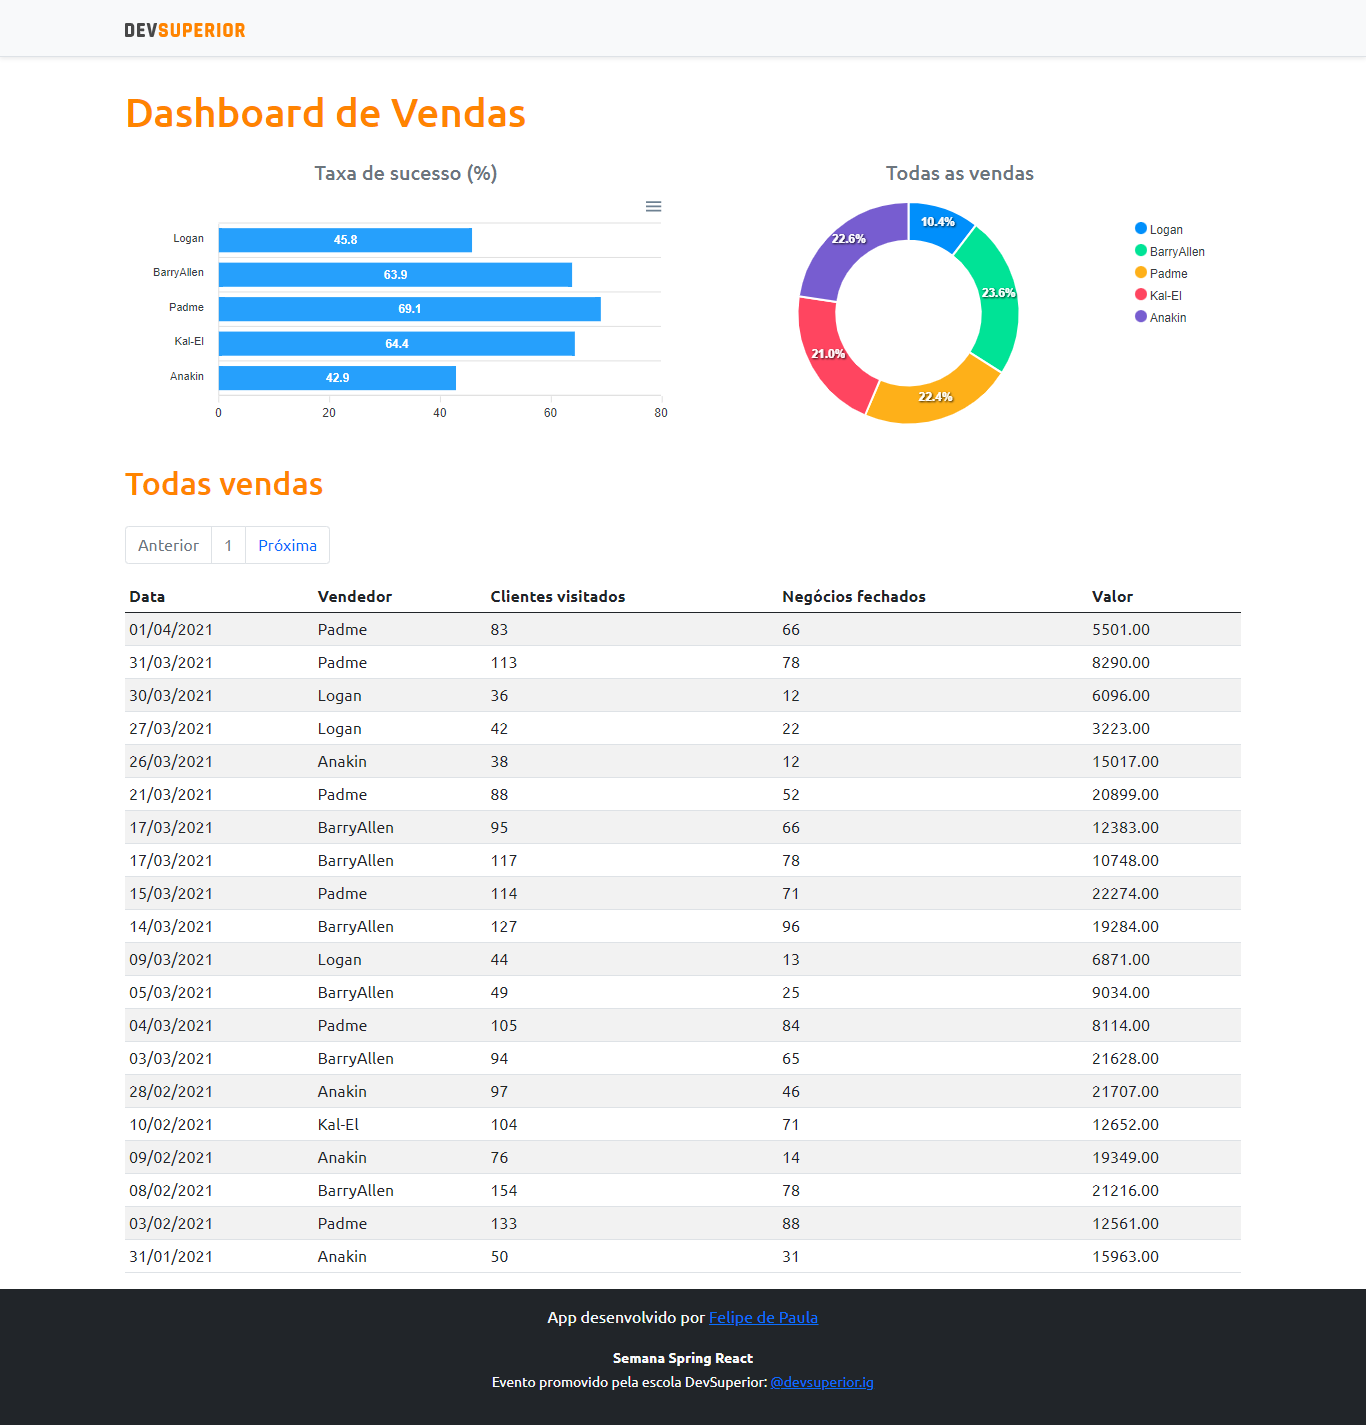 DEVSUPERIOR
Dashboard de Vendas
Taxa de sucesso (%)
Logan 45.8
BarryAllen 63.9
Padme 69.1
Kal-El 64.4
Anakin 42.9
0 20 40 60 80
Todas as vendas
10.4%
23.6%
22.4%
21.0%
22.6%
Logan
BarryAllen
Padme
Kal-El
Anakin
Todas vendas
Anterior 1 Próxima
Data Vendedor Clientes visitados Negócios fechados Valor
01/04/2021 Padme 83 66 5501.00
31/03/2021 Padme 113 78 8290.00
30/03/2021 Logan 36 12 6096.00
27/03/2021 Logan 42 22 3223.00
26/03/2021 Anakin 38 12 15017.00
21/03/2021 Padme 88 52 20899.00
17/03/2021 BarryAllen 95 66 12383.00
17/03/2021 BarryAllen 117 78 10748.00
15/03/2021 Padme 114 71 22274.00
14/03/2021 BarryAllen 127 96 19284.00
09/03/2021 Logan 44 13 6871.00
05/03/2021 BarryAllen 49 25 9034.00
04/03/2021 Padme 105 84 8114.00
03/03/2021 BarryAllen 94 65 21628.00
28/02/2021 Anakin 97 46 21707.00
10/02/2021 Kal-El 104 71 12652.00
09/02/2021 Anakin 76 14 19349.00
08/02/2021 BarryAllen 154 78 21216.00
03/02/2021 Padme 133 88 12561.00
31/01/2021 Anakin 50 31 15963.00
App desenvolvido por Felipe de Paula
Semana Spring React
Evento promovido pela escola DevSuperior: @devsuperior.ig